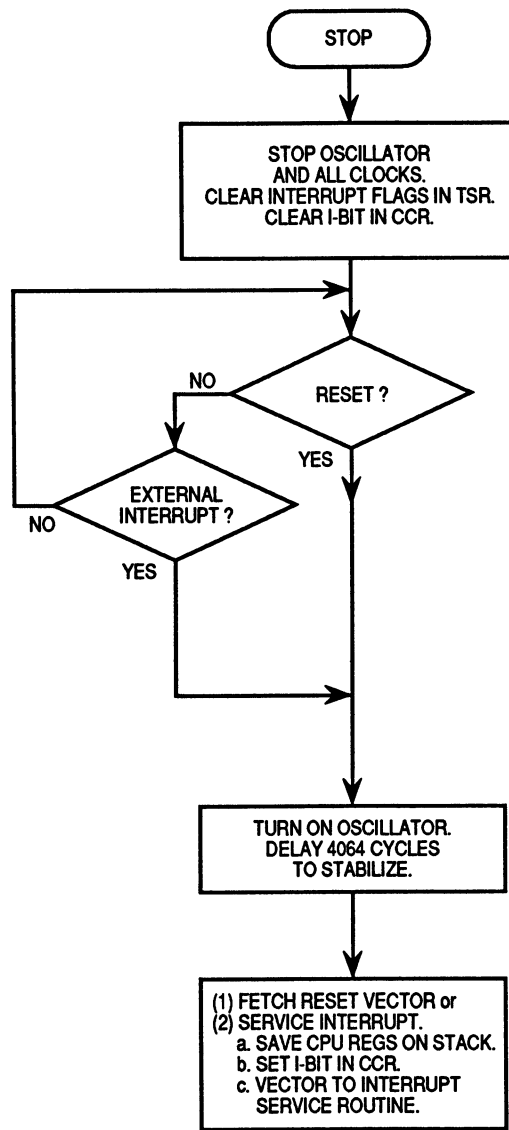 STOP
STOP OSCILLATOR
AND ALL CLOCKS.
CLEAR INTERRUPT FLAGS IN TSR.
CLEAR I-BIT IN CCR.
NO
RESET ?
YES
EXTERNAL
INTERRUPT ?
NO
YES
TURN ON OSCILLATOR.
DELAY 4064 CYCLES
TO STABILIZE.
(1) FETCH RESET VECTOR or
(2) SERVICE INTERRUPT.
a. SAVE CPU REGS ON STACK.
b. SET I-BIT IN CCR.
c. VECTOR TO INTERRUPT
SERVICE ROUTINE.